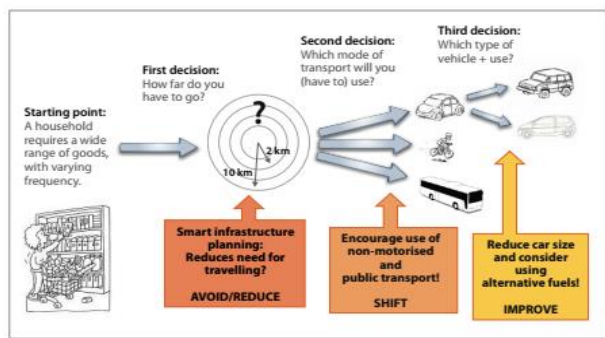 Starting point:
A household
requires a wide
range of goods,
with varying
frequency.
First decision:
How far do you
have to go?
?
2 km
10 km
Second decision:
Which mode of
transport will you
(have to) use?
Third decision:
Which type of
vehicle + use?
Smart infrastructure
planning:
Reduces need for
travelling?
AVOID/REDUCE
Encourage use of
non-motorised
and
public transport!
SHIFT
Reduce car size
and consider
using
alternative fuels!
IMPROVE